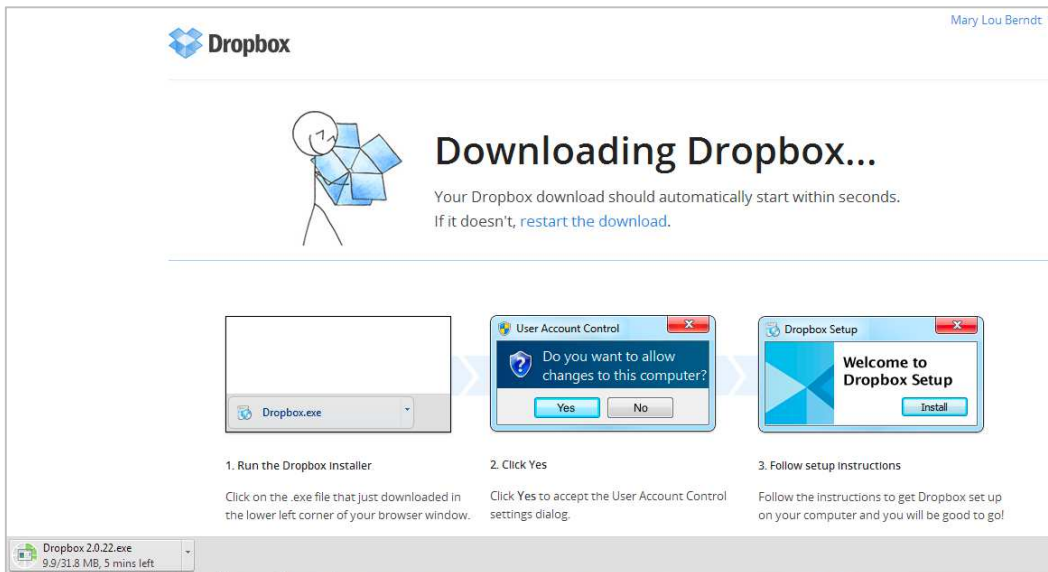 Mary Lou Berndt
Dropbox
Downloading Dropbox...
Your Dropbox download should automatically start within seconds.
If it doesn't, restart the download.
Dropbox.exe
User Account Control
Do you want to allow
changes to this computer?
Yes
No
Dropbox Setup
Welcome to
Dropbox Setup
Install
1. Run the Dropbox installer
Click on the .exe file that just downloaded in
the lower left corner of your browser window.
2. Click Yes
Click Yes to accept the User Account Control
settings dialog.
3. Follow setup instructions
Follow the instructions to get Dropbox set up
on your computer and you will be good to go!
Dropbox 2.0.22.exe
9.9/31.8 MB, 5 mins left